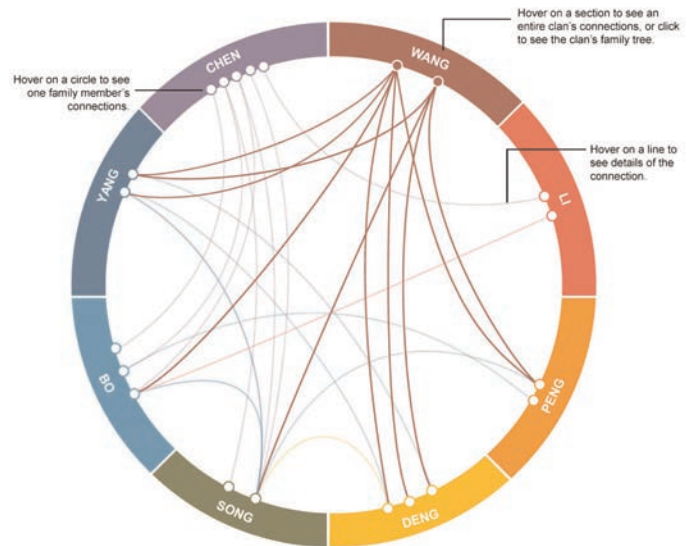 Hover on a section to see an
entire clan's connections, or click
to see the clan's family tree.
WANG
CHEN
Hover on a circle to see
one family member's
connections.
Hover on a line to
see details of the
connection.
YANG
LI
BO
PENG
SONG
DENG